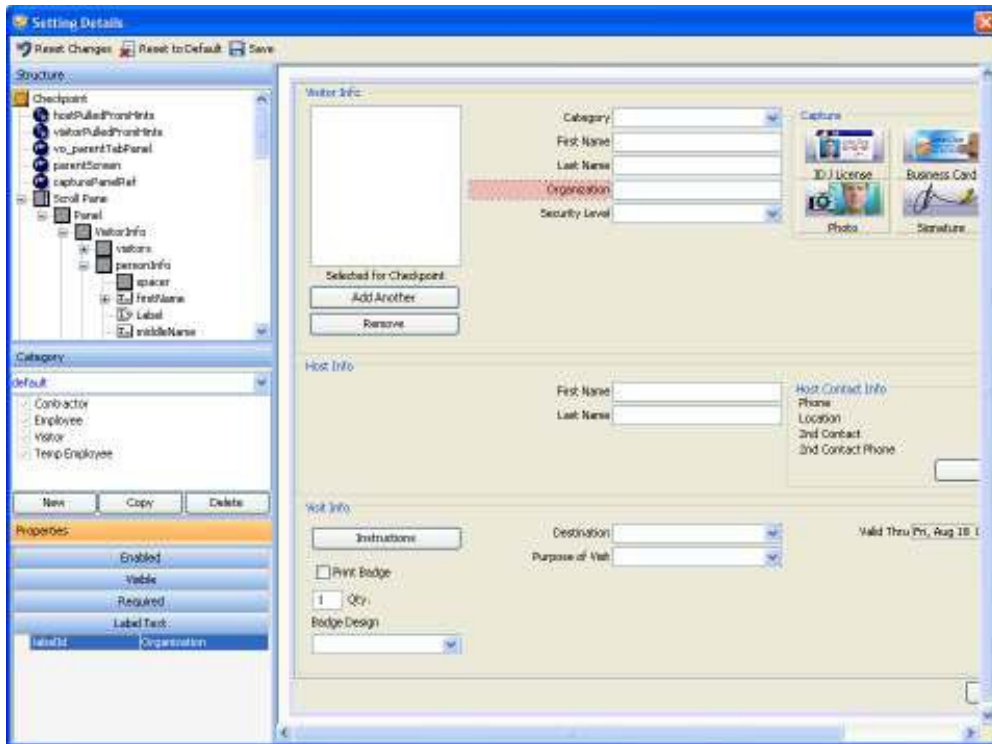 Setting Details
Reset Changes Reset to Default Save
Structure
Checkpoint
hostPulledFromHints
visitorPulledFromHints
vo_parentTabPanel
parentScreen
capturePanelRef
Scroll Pane
Panel
VisitorInfo
visitors
personInfo
spacer
firstName
Label
middleName
Category
default
Contractor
Employee
Visitor
Temp Employee
New Copy Delete
Properties
Enabled
Visible
Required
Label Text
labelId Organization
Visitor Info
Selected for Checkpoint
Add Another
Remove
Category
First Name
Last Name
Organization
Security Level
Capture
ID / License Business Card
Photo Signature
Host Info
First Name
Last Name
Host Contact Info
Phone
Location
2nd Contact
2nd Contact Phone
Visit Info
Instructions
Print Badge
1 Qty.
Badge Design
Destination
Purpose of Visit
Valid Thru Fri, Aug 18